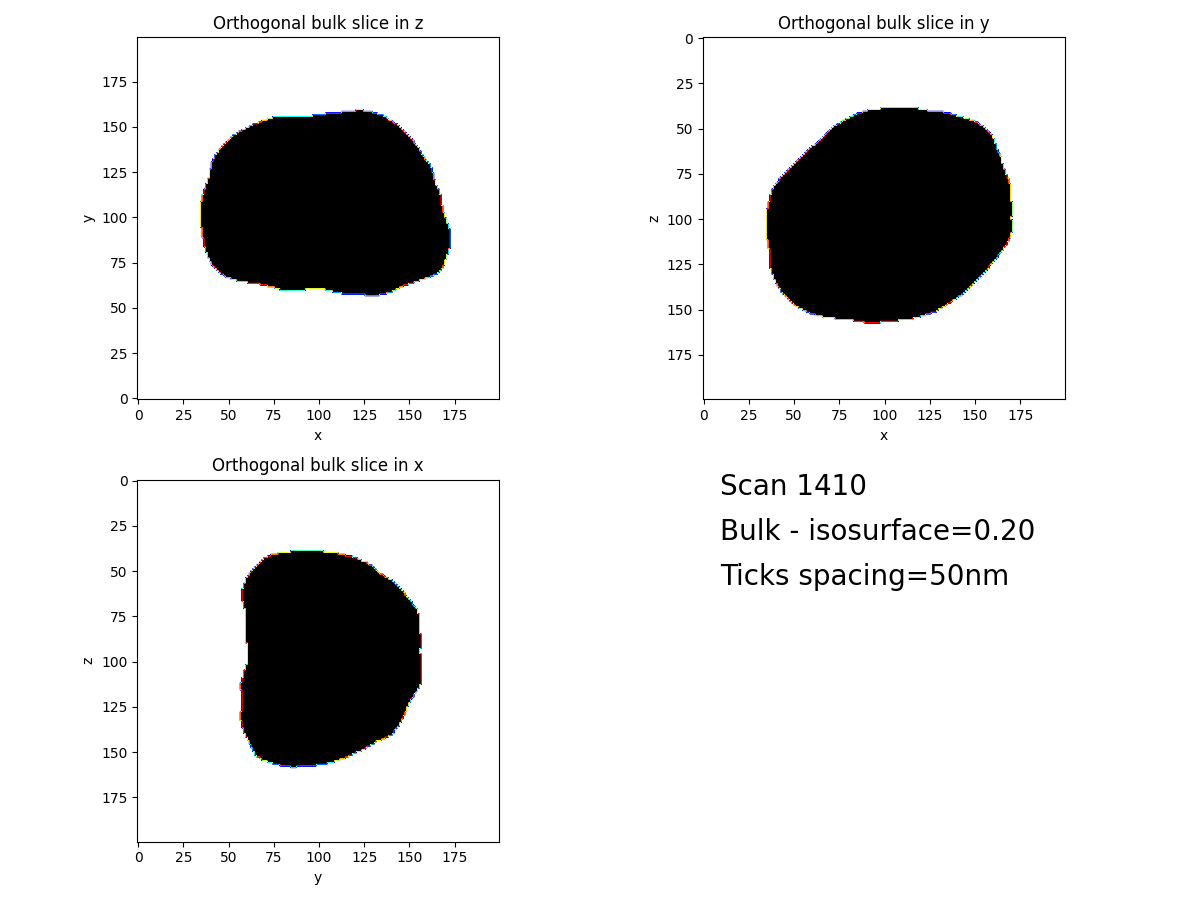 Orthogonal bulk slice in z
175
150
125
100
75
50
25
0
y
0 25 50 75 100 125 150 175
x
Orthogonal bulk slice in y
0
25
50
75
100
125
150
175
z
0 25 50 75 100 125 150 175
x
Orthogonal bulk slice in x
0
25
50
75
100
125
150
175
z
0 25 50 75 100 125 150 175
y
Scan 1410
Bulk - isosurface=0.20
Ticks spacing=50nm